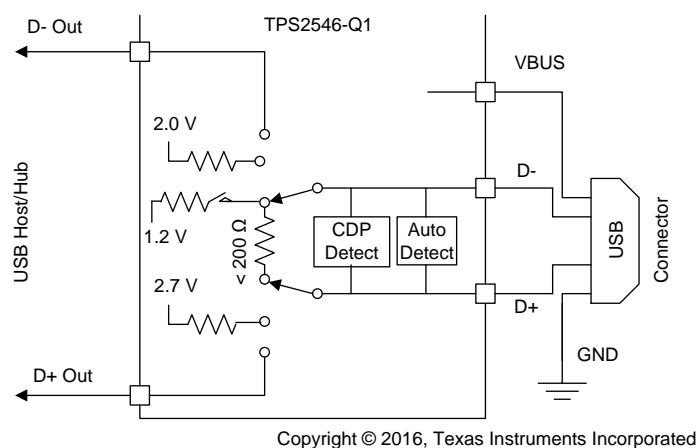 D- Out
TPS2546-Q1
VBUS
2.0 V
D-
1.2 V
< 200 Ω
CDP
Detect
Auto
Detect
USB Host/Hub
USB
Connector
2.7 V
D+
GND
D+ Out
Copyright © 2016, Texas Instruments Incorporated